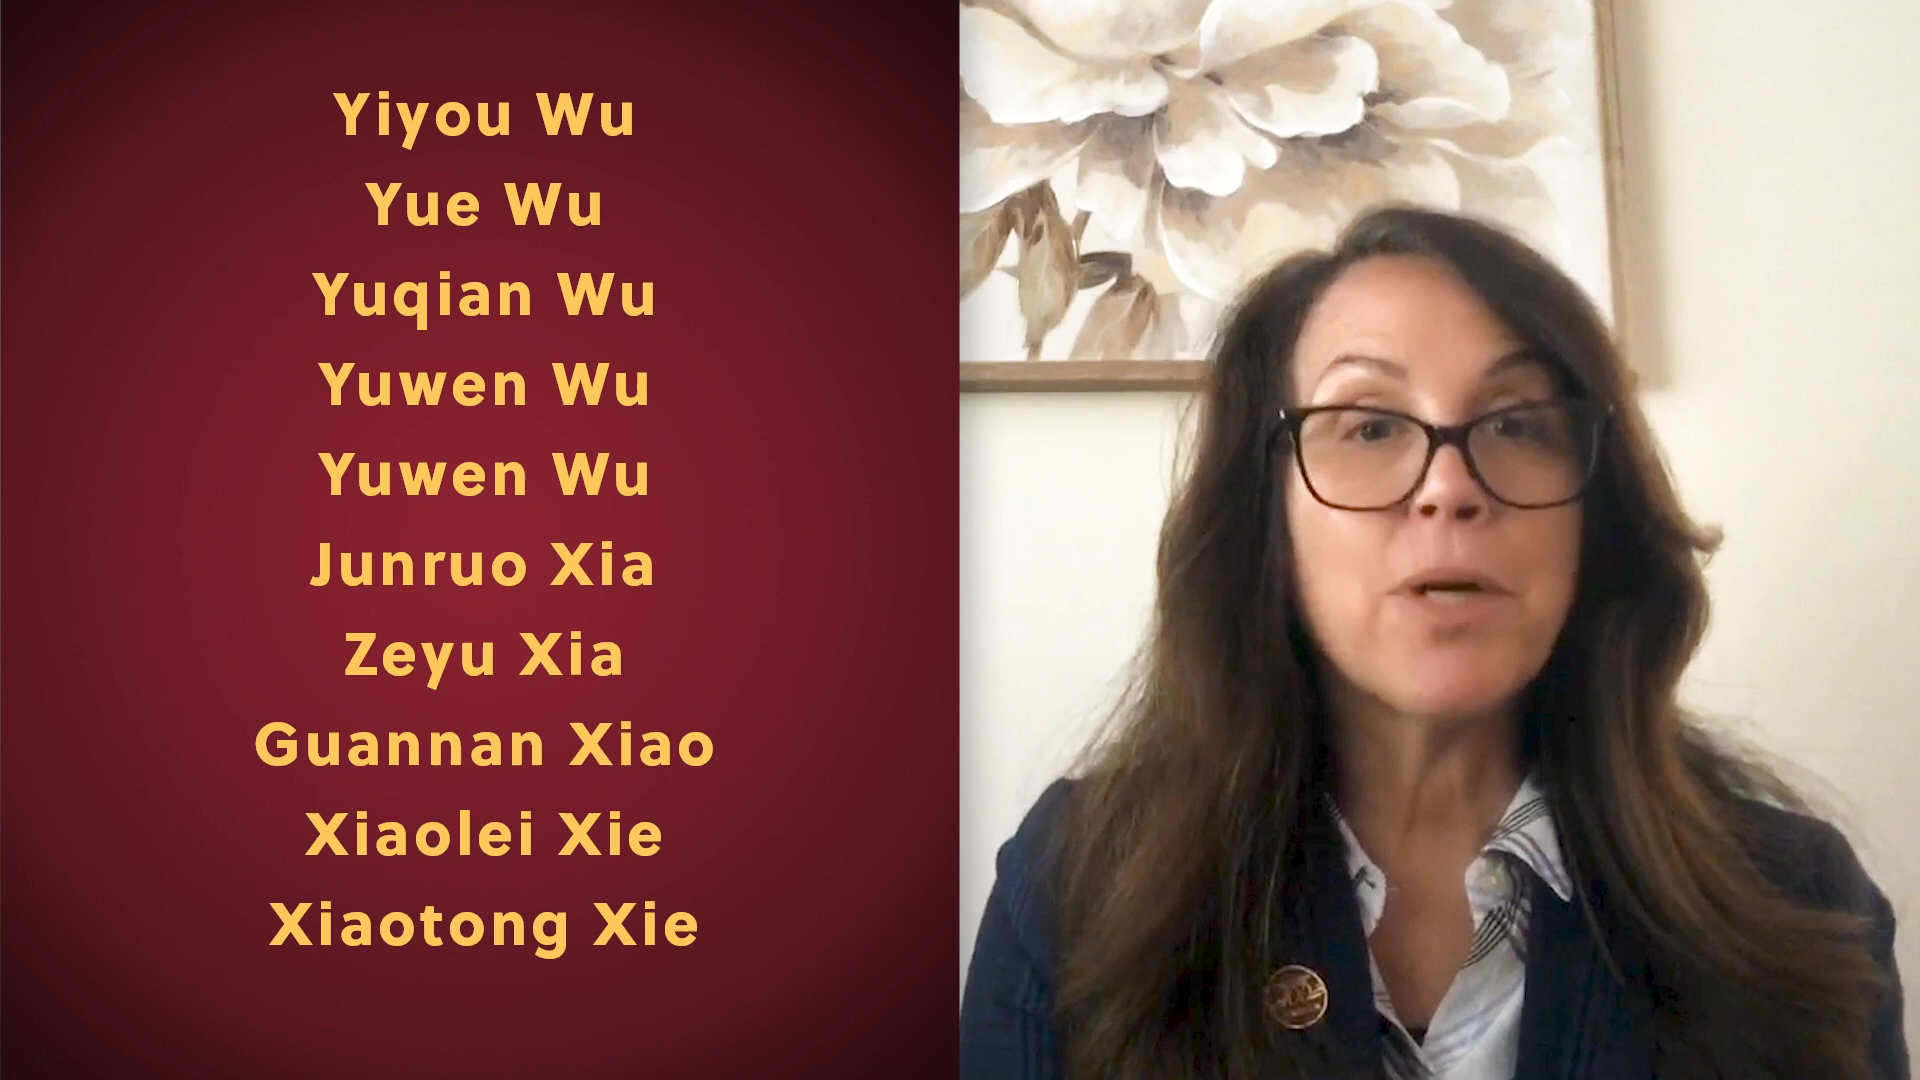 Yiyou Wu
Yue Wu
Yuqian Wu
Yuwen Wu
Yuwen Wu
Junruo Xia
Zeyu Xia
Guannan Xiao
Xiaolei Xie
Xiaotong Xie